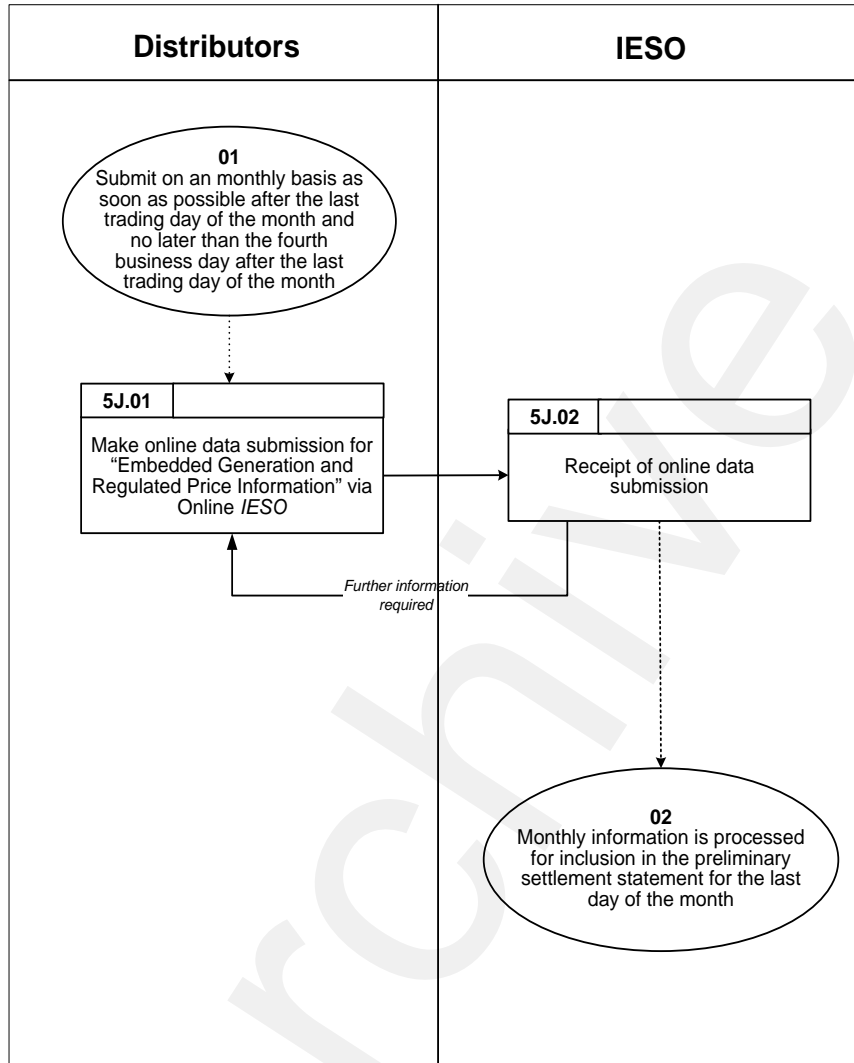 Distributors
IESO
01
Submit on an monthly basis as
soon as possible after the last
trading day of the month and
no later than the fourth
business day after the last
trading day of the month
5J.01
Make online data submission for
“Embedded Generation and
Regulated Price Information” via
Online IESO
5J.02
Receipt of online data
submission
Further information
required
02
Monthly information is processed
for inclusion in the preliminary
settlement statement for the last
day of the month
rchive